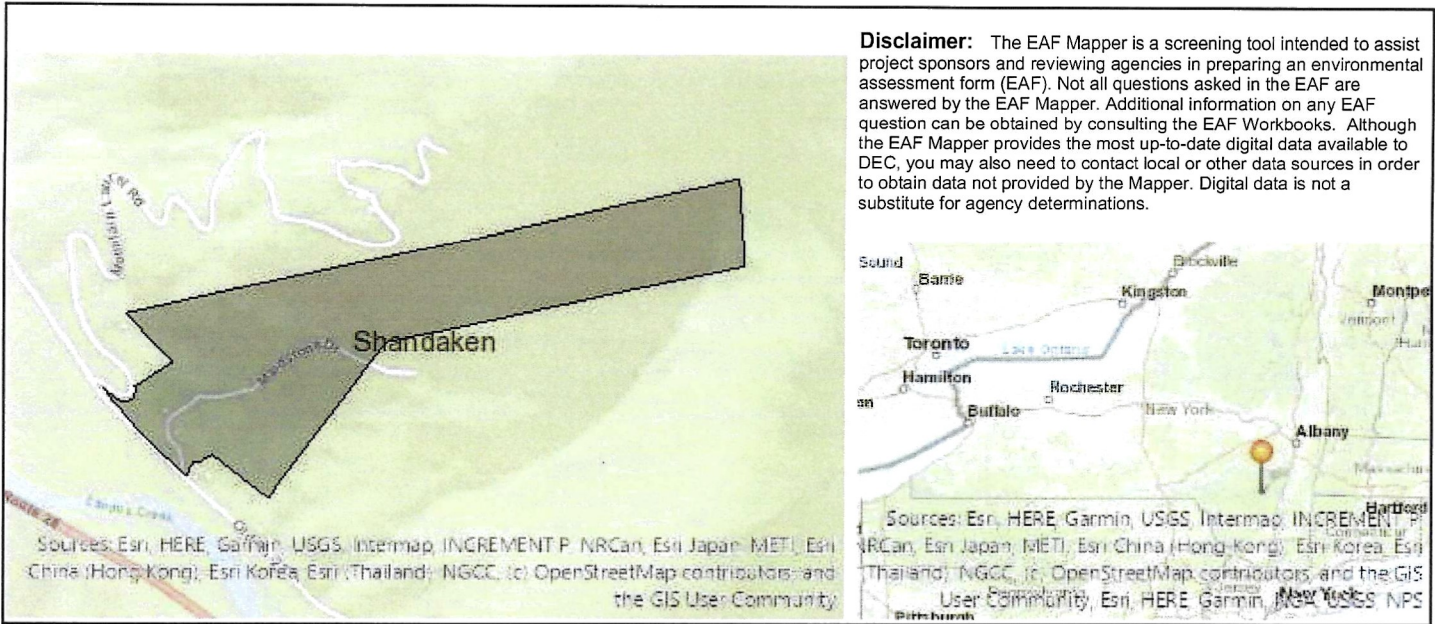 Disclaimer: The EAF Mapper is a screening tool intended to assist
project sponsors and reviewing agencies in preparing an environmental
assessment form (EAF). Not all questions asked in the EAF are
answered by the EAF Mapper. Additional information on any EAF
question can be obtained by consulting the EAF Workbooks. Although
the EAF Mapper provides the most up-to-date digital data available to
DEC, you may also need to contact local or other data sources in order
to obtain data not provided by the Mapper. Digital data is not a
substitute for agency determinations.
Shandaken
Route 28
Sources: Esri, HERE, Garmin, USGS, Intermap, INCREMENT P, NRCan, Esri Japan, METI, Esri
China (Hong Kong), Esri Korea, Esri (Thailand), NGCC, (c) OpenStreetMap contributors, and
the GIS User Community
Sound
Barrie
Brockville
Kingston
Montpe
Vermont
Toronto
Lake Ontario
Hamilton
Rochester
Buffalo
New York
Albany
Hartford
Sources: Esri, HERE, Garmin, USGS, Intermap, INCREMENT P,
NRCan, Esri Japan, METI, Esri China (Hong Kong), Esri Korea, Esri
(Thailand), NGCC, (c) OpenStreetMap contributors, and the GIS
User Community, Esri, HERE, Garmin, NGA, USGS, NPS
New York
Pittsburgh